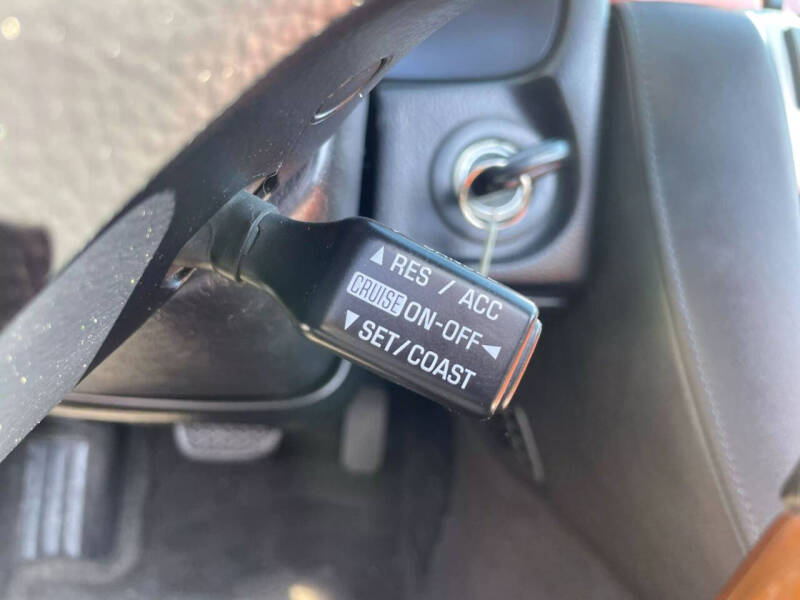 ▲ RES / ACC
CRUISE ON-OFF ◀
▼ SET/COAST